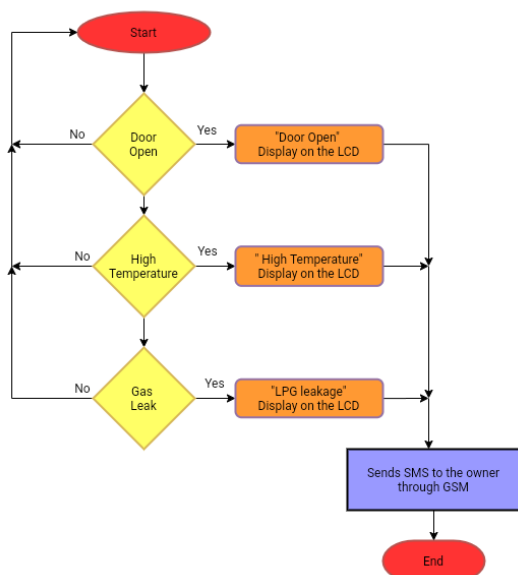 Start
No
Door
Open
Yes
"Door Open"
Display on the LCD
No
High
Temperature
Yes
" High Temperature"
Display on the LCD
No
Gas
Leak
Yes
"LPG leakage"
Display on the LCD
Sends SMS to the owner
through GSM
End